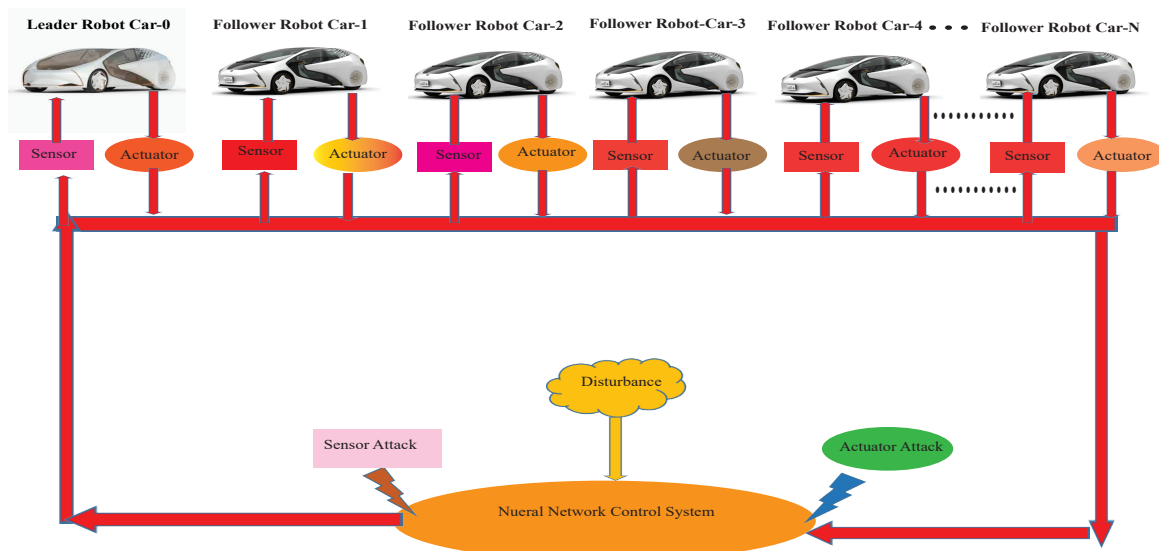 Leader Robot Car-0
Follower Robot Car-1
Follower Robot Car-2
Follower Robot-Car-3
Follower Robot Car-4
Follower Robot Car-N
Sensor
Actuator
Sensor
Actuator
Sensor
Actuator
Sensor
Actuator
Sensor
Actuator
Sensor
Actuator
Disturbance
Sensor Attack
Actuator Attack
Nueral Network Control System